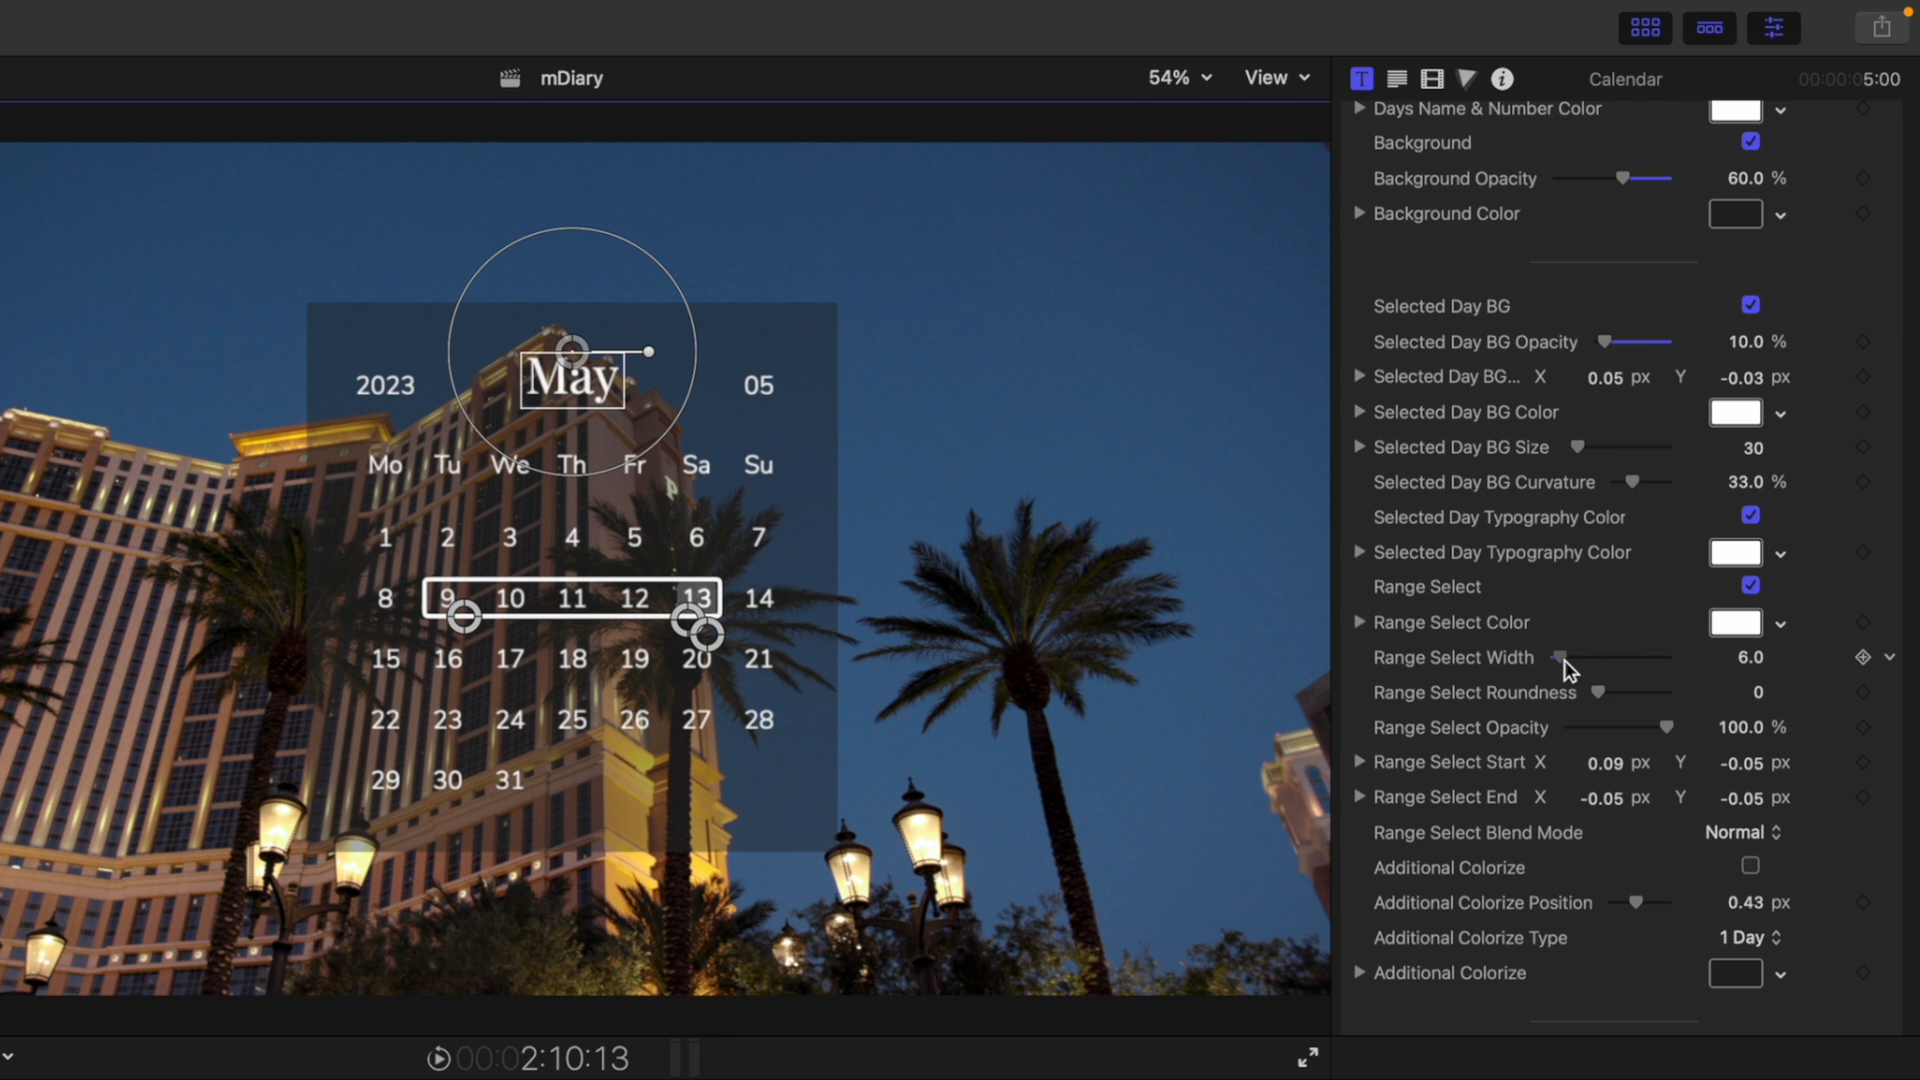 mDiary
54%
View
T
i
Calendar
00:00:05:00
Days Name & Number Color
Background
Background Opacity
60.0 %
Background Color
Selected Day BG
Selected Day BG Opacity
10.0 %
Selected Day BG... X 0.05 px Y -0.03 px
Selected Day BG Color
Selected Day BG Size
30
Selected Day BG Curvature
33.0 %
Selected Day Typography Color
Selected Day Typography Color
Range Select
Range Select Color
Range Select Width
6.0
Range Select Roundness
0
Range Select Opacity
100.0 %
Range Select Start X 0.09 px Y -0.05 px
Range Select End X -0.05 px Y -0.05 px
Range Select Blend Mode
Normal
Additional Colorize
Additional Colorize Position
0.43 px
Additional Colorize Type
1 Day
Additional Colorize
2023 May 05
Mo Tu We Th Fr Sa Su
P
1 2 3 4 5 6 7
8 9 10 11 12 13 14
15 16 17 18 19 20 21
22 23 24 25 26 27 28
29 30 31
00:02:10:13